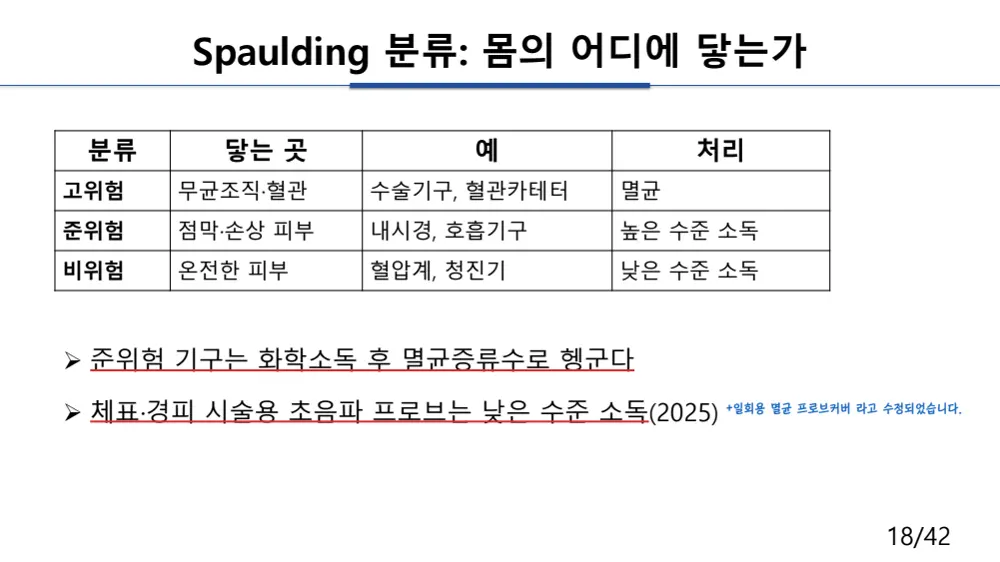 Spaulding 분류: 몸의 어디에 닿는가
분류 닿는 곳 예 처리
고위험 무균조직·혈관 수술기구, 혈관카테터 멸균
준위험 점막·손상 피부 내시경, 호흡기구 높은 수준 소독
비위험 온전한 피부 혈압계, 청진기 낮은 수준 소독
➢ 준위험 기구는 화학소독 후 멸균증류수로 헹군다
➢ 체표·경피 시술용 초음파 프로브는 낮은 수준 소독(2025) +일회용 멸균 프로브커버 라고 수정되었습니다.
18/42